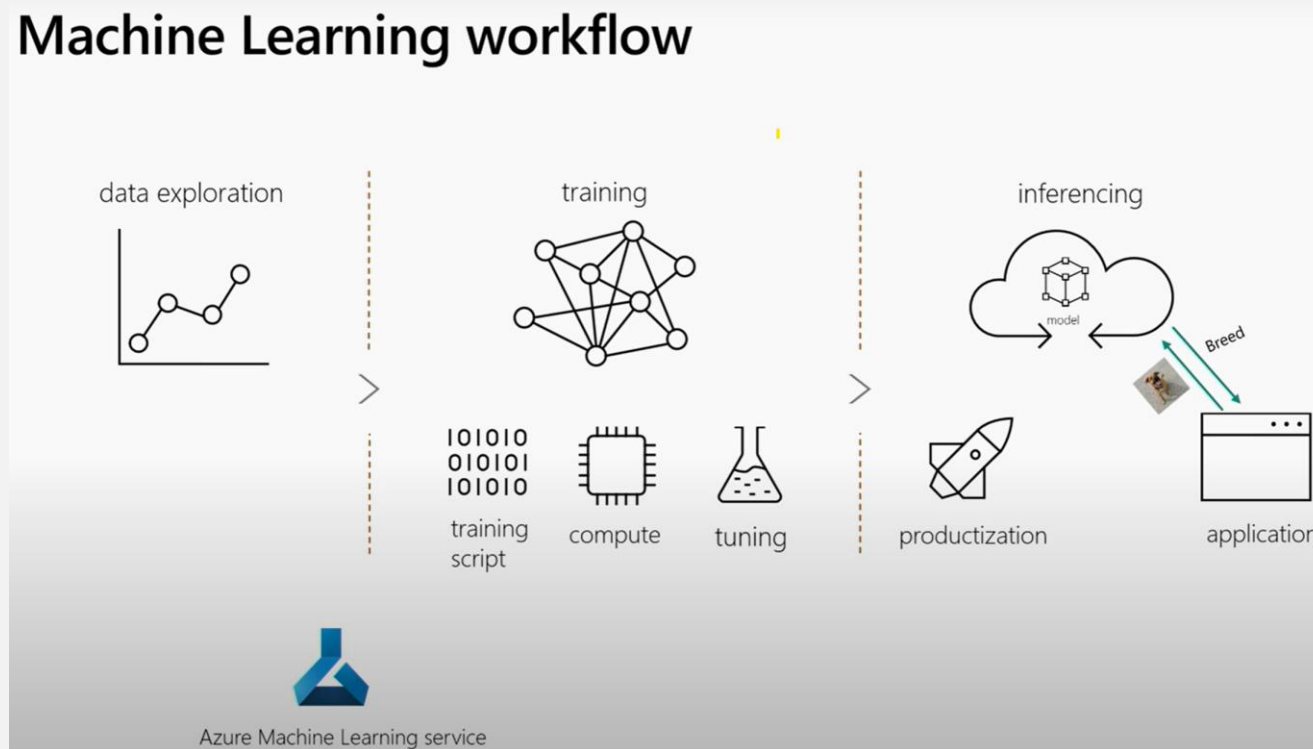 Machine Learning workflow
data exploration
training
inferencing
model
Breed
101010
010101
101010
training
script
compute
tuning
productization
application
Azure Machine Learning service